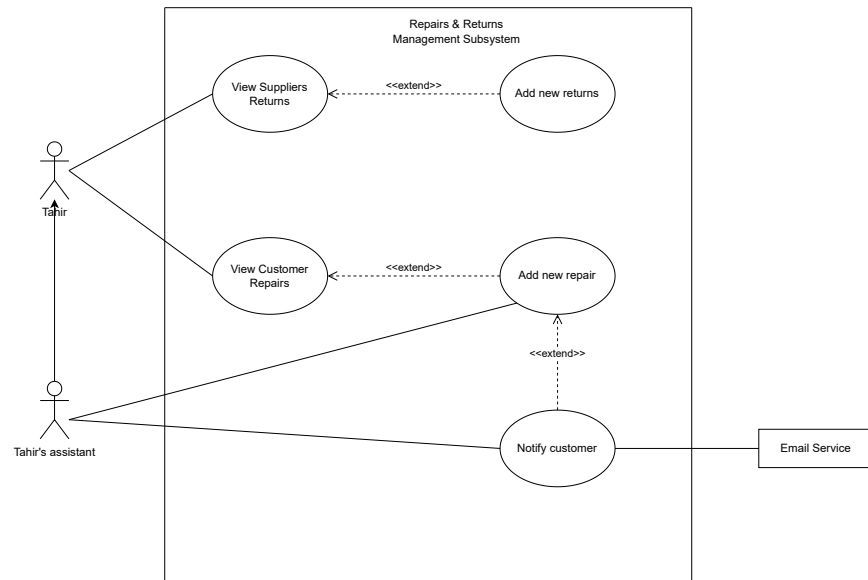 Repairs & Returns
Management Subsystem
View Suppliers
Returns
<<extend>>
Add new returns
Tahir
View Customer
Repairs
<<extend>>
Add new repair
<<extend>>
Tahir's assistant
Notify customer
Email Service